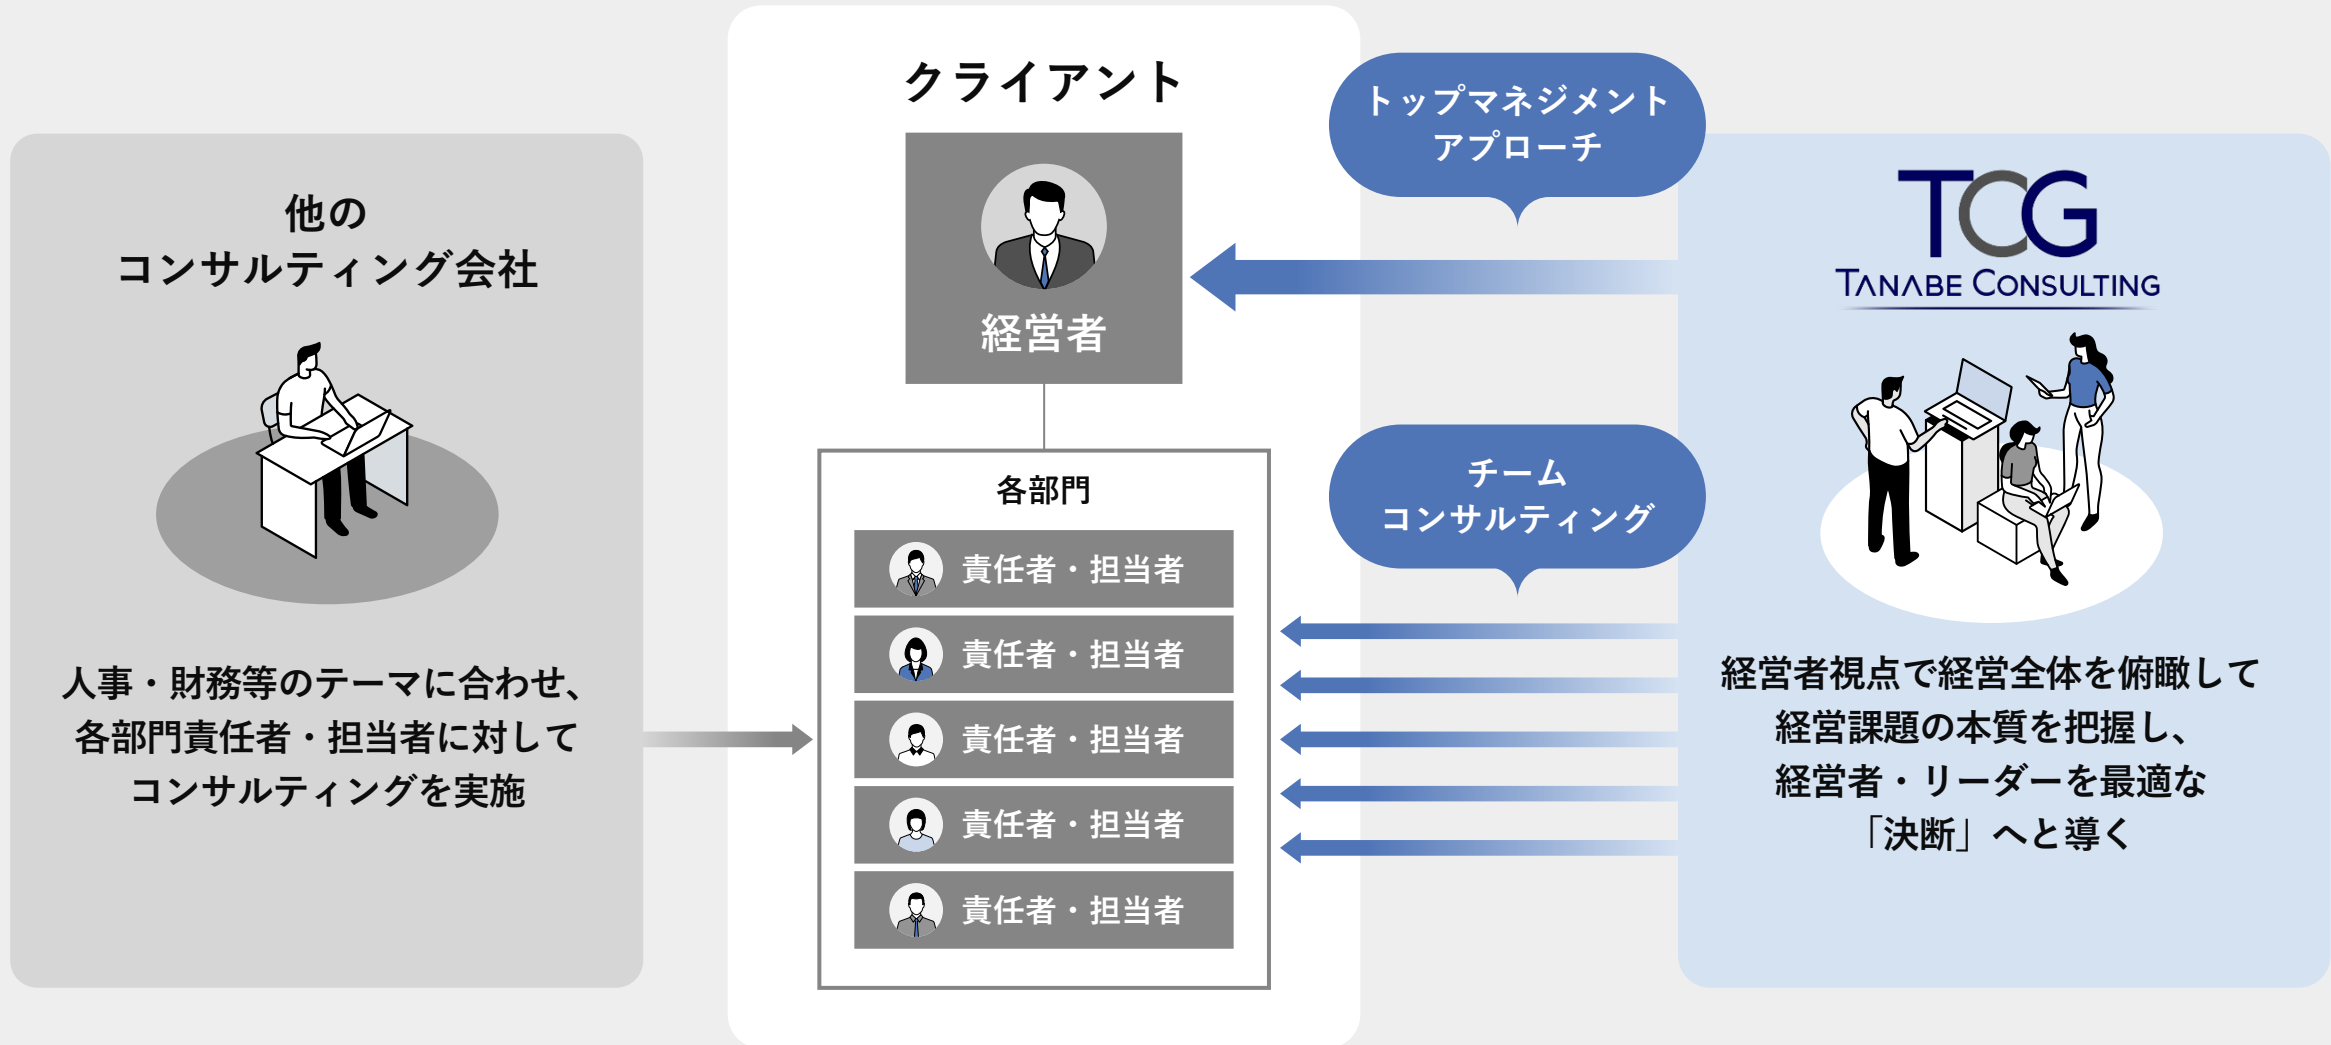 他の
コンサルティング会社
人事・財務等のテーマに合わせ、
各部門責任者・担当者に対して
コンサルティングを実施
クライアント
経営者
各部門
責任者・担当者
責任者・担当者
責任者・担当者
責任者・担当者
責任者・担当者
トップマネジメント
アプローチ
チーム
コンサルティング
TCG
TANABE CONSULTING
経営者視点で経営全体を俯瞰して
経営課題の本質を把握し、
経営者・リーダーを最適な
「決断」へと導く